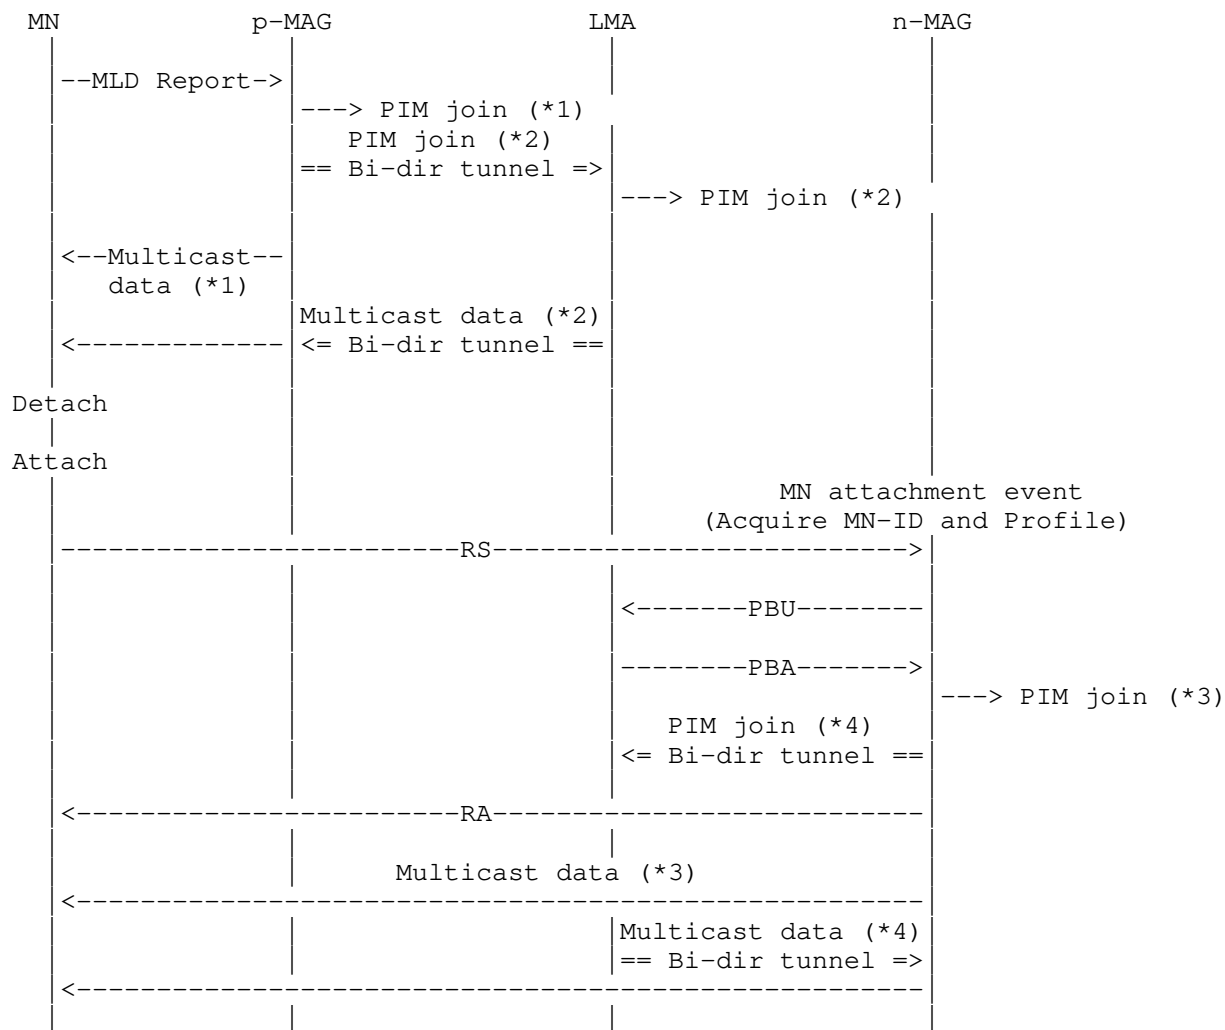 MN p-MAG LMA n-MAG
--MLD Report->
---> PIM join (*1)
PIM join (*2)
== Bi-dir tunnel =>
---> PIM join (*2)
<--Multicast--
data (*1)
Multicast data (*2)
<------------- <= Bi-dir tunnel ==
Detach
Attach
MN attachment event
(Acquire MN-ID and Profile)
-------------------------RS-------------------------->
<-------PBU--------
--------PBA------->
---> PIM join (*3)
PIM join (*4)
<= Bi-dir tunnel ==
<------------------------RA---------------------------
Multicast data (*3)
<-----------------------------------------------------
Multicast data (*4)
== Bi-dir tunnel =>
<-----------------------------------------------------